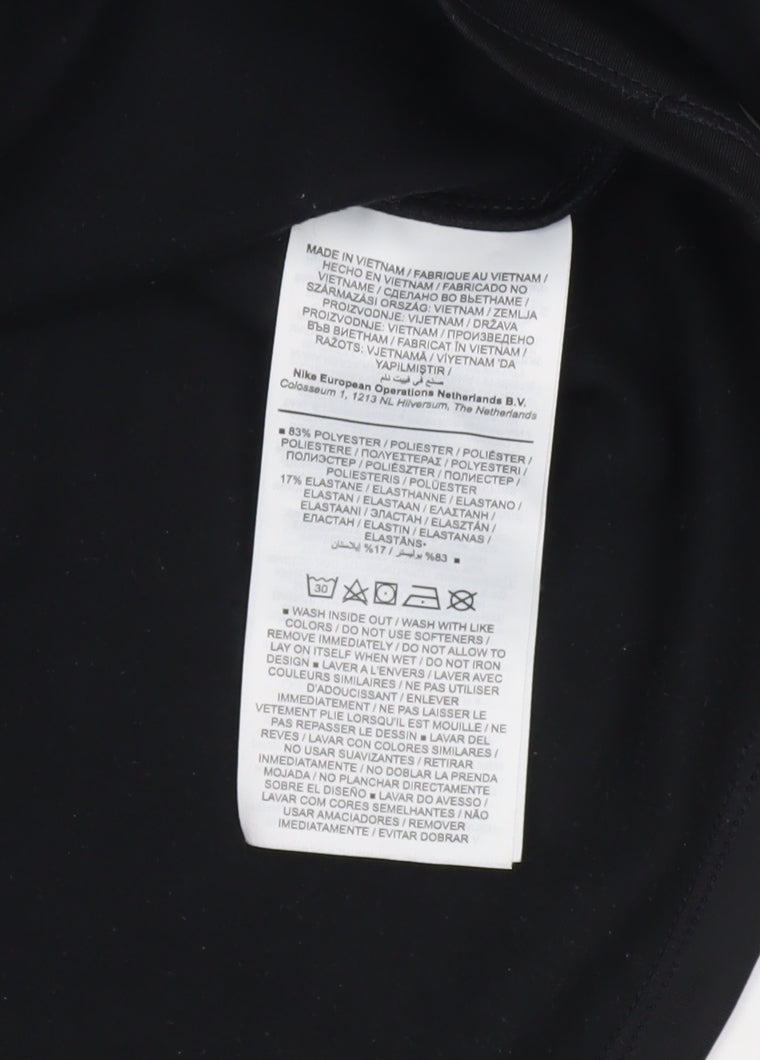 MADE IN VIETNAM / FABRIQUE AU VIETNAM /
HECHO EN VIETNAM / FABRICADO NO
VIETNAME / СДЕЛАНО ВО ВЬЕТНАМЕ /
SZÁRMAZÁSI ORSZÁG: VIETNAM / ZEMLJA
PROIZVODNJE: VIJETNAM / DRŽAVA
PROIZVODNJE: VIETNAM / ПРОИЗВЕДЕНО
ВЪВ ВИЕТНАМ / FABRICAT ÎN VIETNAM /
RAŽOTS: VJETNAMĀ / VİYETNAM 'DA
YAPILMIŞTIR /
صنع في فييت نام
Nike European Operations Netherlands B.V.
Colosseum 1, 1213 NL Hilversum, The Netherlands
■ 83% POLYESTER / POLIESTER / POLIÉSTER /
POLIESTERE / ΠΟΛΥΕΣΤΕΡΑΣ / POLYESTERI /
ПОЛИЭСТЕР / POLIÉSZTER / ПОЛИЕСТЕР /
POLIESTERIS / POLÜESTER
17% ELASTANE / ELASTHANNE / ELASTANO /
ELASTAN / ELASTAAN / ΕΛΑΣΤΑΝΗ /
ELASTAANI / ЭЛАСТАН / ELASZTÁN /
ЕЛАСТАН / ELASTIN / ELASTANAS /
ELASTĀNS*
■ 83% بوليستر / 17% إيلاستان
30
■ WASH INSIDE OUT / WASH WITH LIKE
COLORS / DO NOT USE SOFTENERS /
REMOVE IMMEDIATELY / DO NOT ALLOW TO
LAY ON ITSELF WHEN WET / DO NOT IRON
DESIGN ■ LAVER A L'ENVERS / LAVER AVEC
COULEURS SIMILAIRES / NE PAS UTILISER
D'ADOUCISSANT / ENLEVER
IMMEDIATEMENT / NE PAS LAISSER LE
VETEMENT PLIE LORSQU'IL EST MOUILLE / NE
PAS REPASSER LE DESSIN ■ LAVAR DEL
REVES / LAVAR CON COLORES SIMILARES /
NO USAR SUAVIZANTES / RETIRAR
INMEDIATAMENTE / NO DOBLAR LA PRENDA
MOJADA / NO PLANCHAR DIRECTAMENTE
SOBRE EL DISEÑO ■ LAVAR DO AVESSO /
LAVAR COM CORES SEMELHANTES / NÃO
USAR AMACIADORES / REMOVER
IMEDIATAMENTE / EVITAR DOBRAR